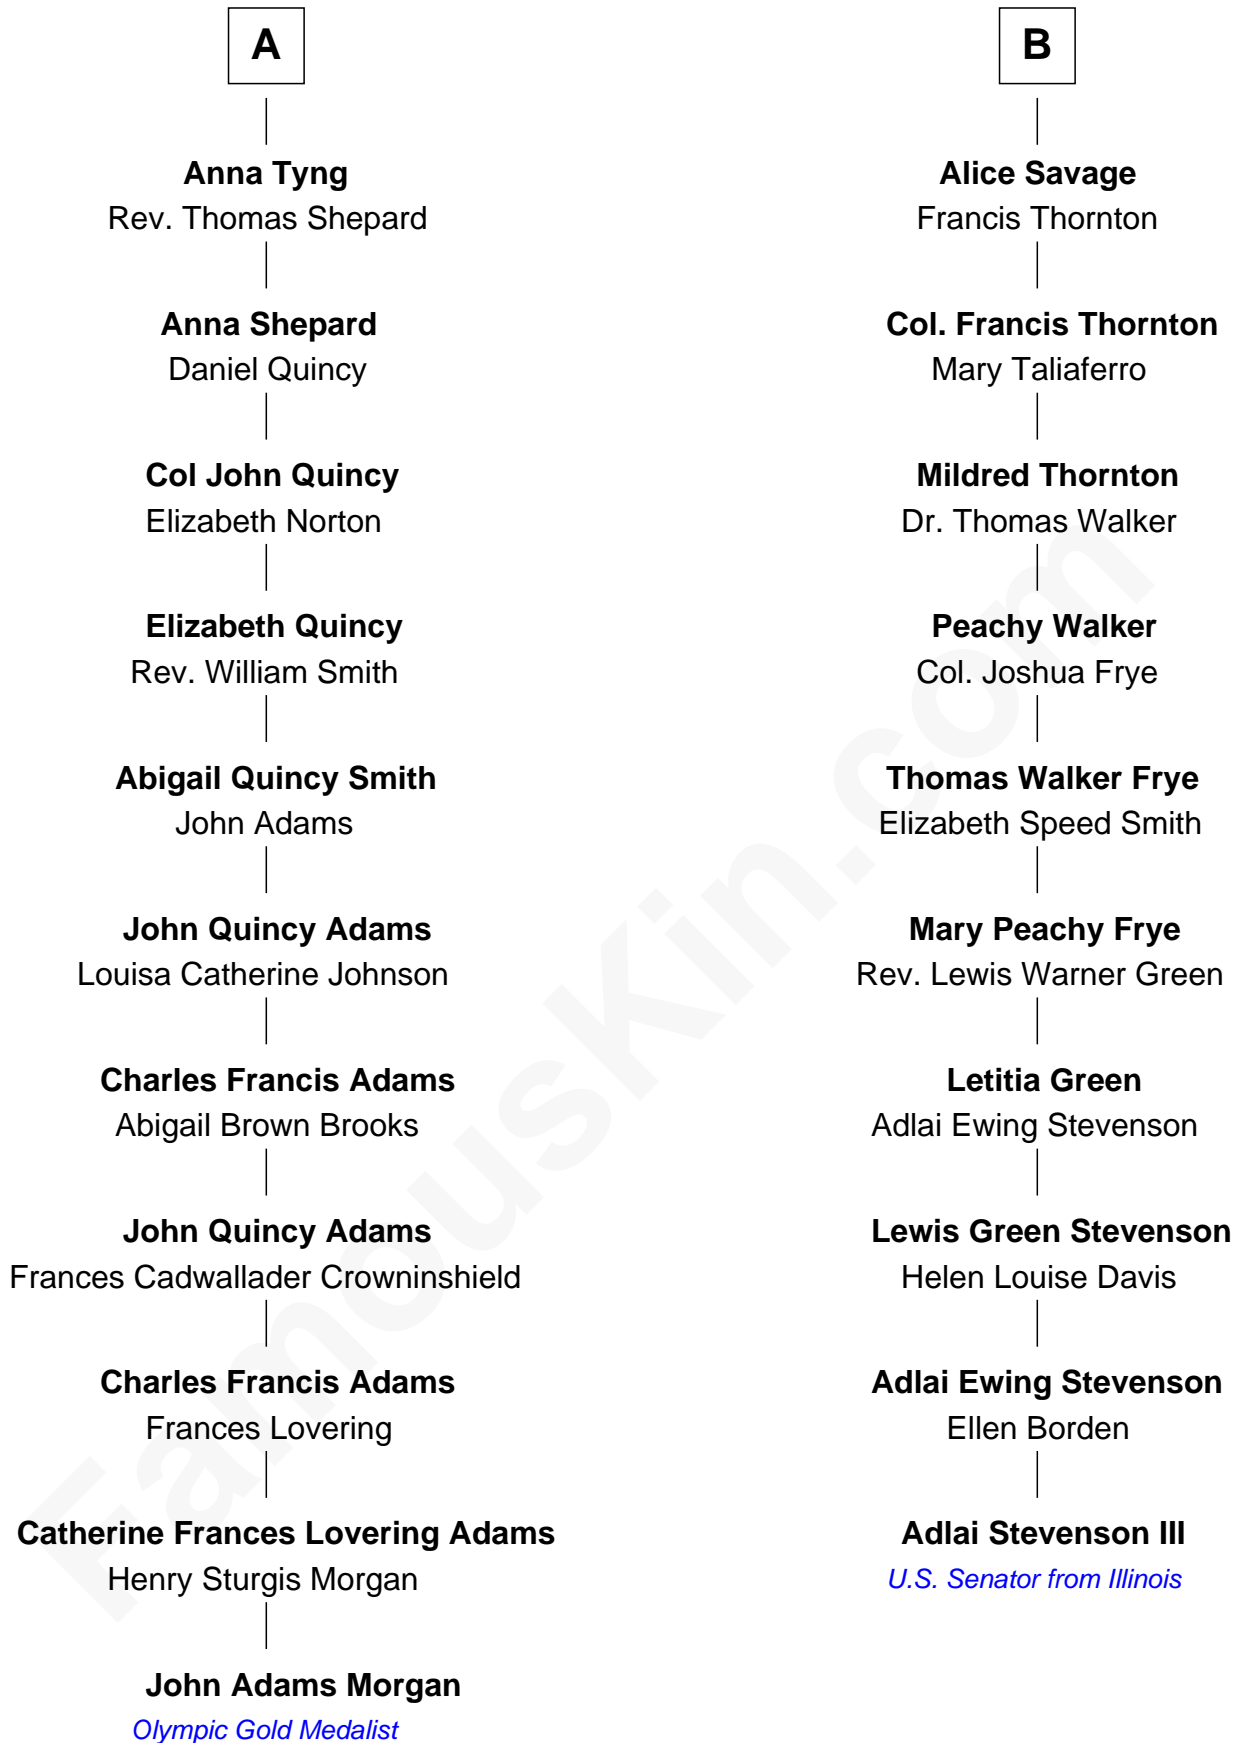 A
Anna Tyng
Rev. Thomas Shepard
Anna Shepard
Daniel Quincy
Col John Quincy
Elizabeth Norton
Elizabeth Quincy
Rev. William Smith
Abigail Quincy Smith
John Adams
John Quincy Adams
Louisa Catherine Johnson
Charles Francis Adams
Abigail Brown Brooks
John Quincy Adams
Frances Cadwallader Crowninshield
Charles Francis Adams
Frances Lovering
Catherine Frances Lovering Adams
Henry Sturgis Morgan
John Adams Morgan
Olympic Gold Medalist
B
Alice Savage
Francis Thornton
Col. Francis Thornton
Mary Taliaferro
Mildred Thornton
Dr. Thomas Walker
Peachy Walker
Col. Joshua Frye
Thomas Walker Frye
Elizabeth Speed Smith
Mary Peachy Frye
Rev. Lewis Warner Green
Letitia Green
Adlai Ewing Stevenson
Lewis Green Stevenson
Helen Louise Davis
Adlai Ewing Stevenson
Ellen Borden
Adlai Stevenson III
U.S. Senator from Illinois
FamousKin.com